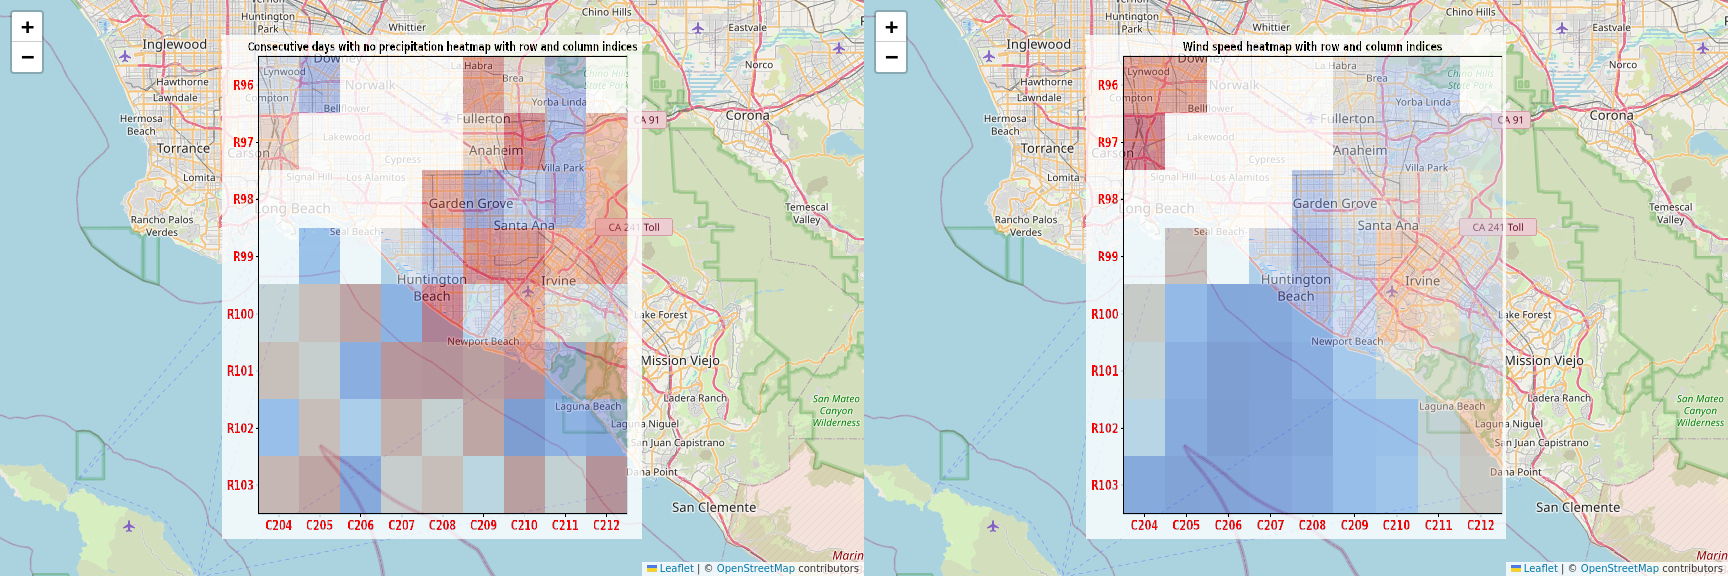 +
−
Consecutive days with no precipitation heatmap with row and column indices
Chino Hills
Huntington
Park
Whittier
Eastvale
Inglewood
Downey
La Habra
Norco
Lynwood
Brea
Chino Hills
State Park
R96
Norwalk
Hawthorne
Compton
Yorba Linda
Lawndale
Bellflower
Corona
Hermosa
Beach
Fullerton
CA 91
R97
Lakewood
Torrance
Carson
Cypress
Anaheim
Villa Park
Lomita
Signal Hill
Los Alamitos
R98
Garden Grove
Temescal
Valley
Long Beach
Rancho Palos
Verdes
Santa Ana
CA 241 Toll
Seal Beach
R99
Huntington
Beach
Irvine
R100
Lake Forest
Newport Beach
Mission Viejo
R101
Ladera Ranch
San Mateo
Canyon
Wilderness
Laguna Beach
R102
Laguna Niguel
San Juan Capistrano
Dana Point
R103
San Clemente
C204 C205 C206 C207 C208 C209 C210 C211 C212
Marin
Leaflet | © OpenStreetMap contributors
+
−
Wind speed heatmap with row and column indices
Chino Hills
Huntington
Park
Whittier
Eastvale
Inglewood
Downey
La Habra
Norco
Lynwood
Brea
Chino Hills
State Park
R96
Norwalk
Hawthorne
Compton
Yorba Linda
Lawndale
Bellf
Corona
Hermosa
Beach
Fullerton
CA 91
R97
Lakewood
Torrance
Carson
Cypress
Anaheim
Villa Park
Lomita
Signal Hill
Los Alamitos
R98
Garden Grove
Temescal
Valley
Long Beach
Rancho Palos
Verdes
Santa Ana
CA 241 Toll
Seal Beach
R99
Huntington
Beach
Irvine
R100
Lake Forest
Newport Beach
Mission Viejo
R101
Ladera Ranch
San Mateo
Canyon
Wilderness
Laguna Beach
R102
Laguna Niguel
San Juan Capistrano
Dana Point
R103
San Clemente
C204 C205 C206 C207 C208 C209 C210 C211 C212
Marin
Leaflet | © OpenStreetMap contributors